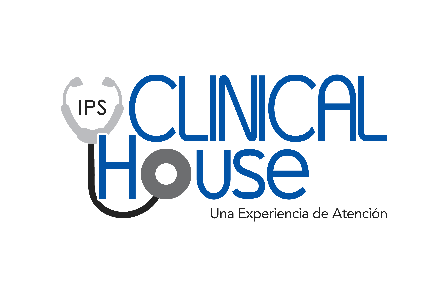 IPS
CLINICAL
House
Una Experiencia de Atención